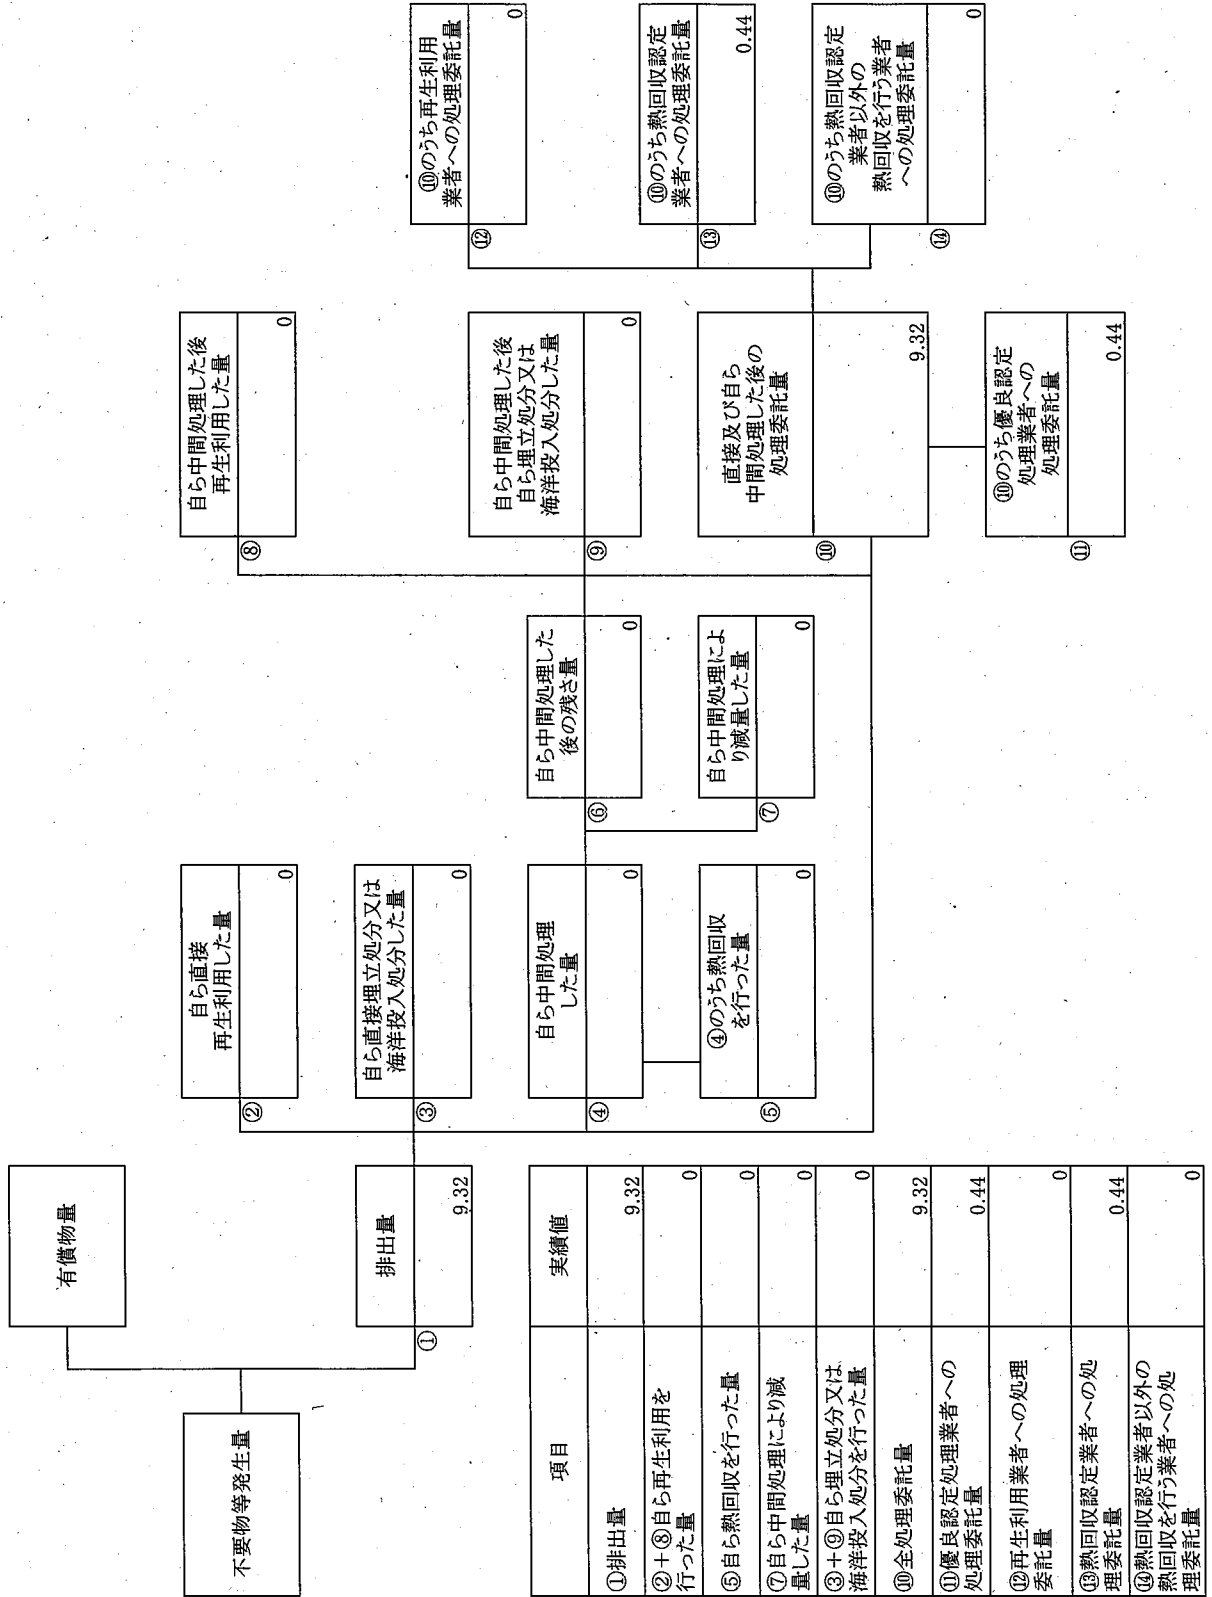 不要物等発生量
有償物量
排出量
①
9.32
自ら直接
再生利用した量
②
0
自ら直接埋立処分又は
海洋投入処分した量
③
0
自ら中間処理
した量
④
0
④のうち熱回収
を行った量
⑤
0
自ら中間処理した
後の残さ量
⑥
0
自ら中間処理によ
り減量した量
⑦
0
自ら中間処理した後
再生利用した量
⑧
0
自ら中間処理した後
自ら埋立処分又は
海洋投入処分した量
⑨
0
直接及び自ら
中間処理した後の
処理委託量
⑩
9.32
⑩のうち優良認定
処理業者への
処理委託量
⑪
0.44
⑩のうち再生利用
業者への処理委託量
⑫
0
⑩のうち熱回収認定
業者への処理委託量
⑬
0.44
⑩のうち熱回収認定
業者以外の
熱回収を行う業者
への処理委託量
⑭
0
項目 実績値
①排出量 9.32
②+⑧自ら再生利用を
行った量 0
⑤自ら熱回収を行った量 0
⑦自ら中間処理により減
量した量 0
③+⑨自ら埋立処分又は
海洋投入処分を行った量 0
⑩全処理委託量 9.32
⑪優良認定処理業者への
処理委託量 0.44
⑫再生利用業者への処理
委託量 0
⑬熱回収認定業者への処
理委託量 0.44
⑭熱回収認定業者以外の
熱回収を行う業者への処
理委託量 0